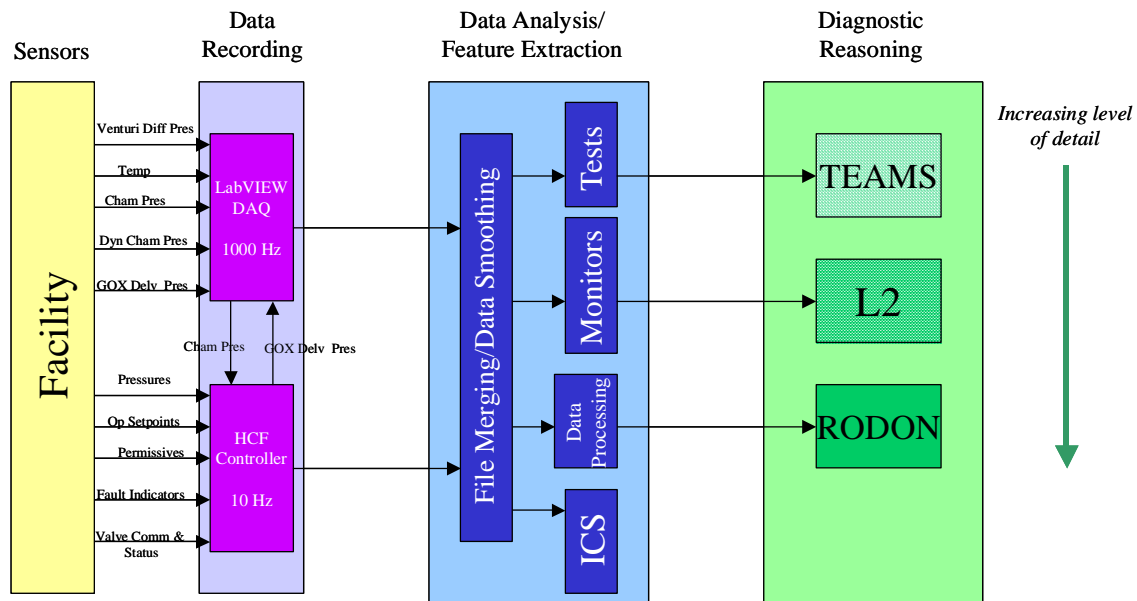 Sensors
Data
Recording
Data Analysis/
Feature Extraction
Diagnostic
Reasoning
Increasing level
of detail
Facility
Venturi Diff Pres
Temp
Cham Pres
Dyn Cham Pres
GOX Delv  Pres
LabVIEW
DAQ
1000 Hz
Cham Pres
GOX Delv  Pres
Pressures
Op Setpoints
Permissives
Fault Indicators
Valve Comm &
Status
HCF
Controller
10 Hz
File Merging/Data Smoothing
Tests
Monitors
Data
Processing
ICS
TEAMS
L2
RODON